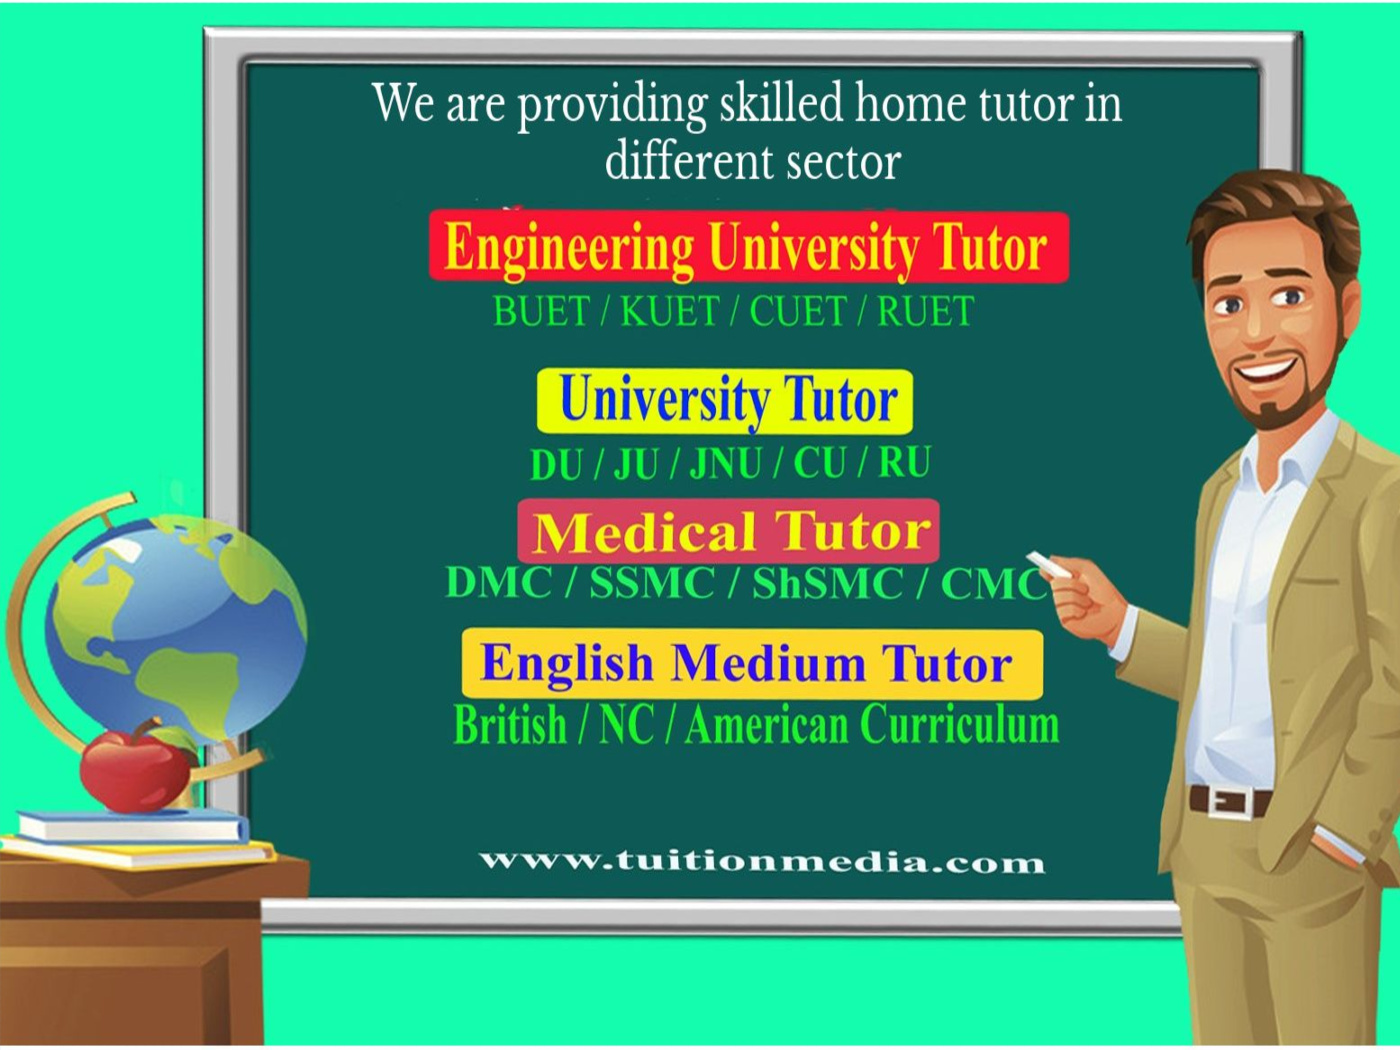 We are providing skilled home tutor in
different sector
Engineering University Tutor
BUET / KUET / CUET / RUET
University Tutor
DU / JU / JNU / CU / RU
Medical Tutor
DMC / SSMC / ShSMC / CMC
English Medium Tutor
British / NC / American Curriculum
www.tuitionmedia.com